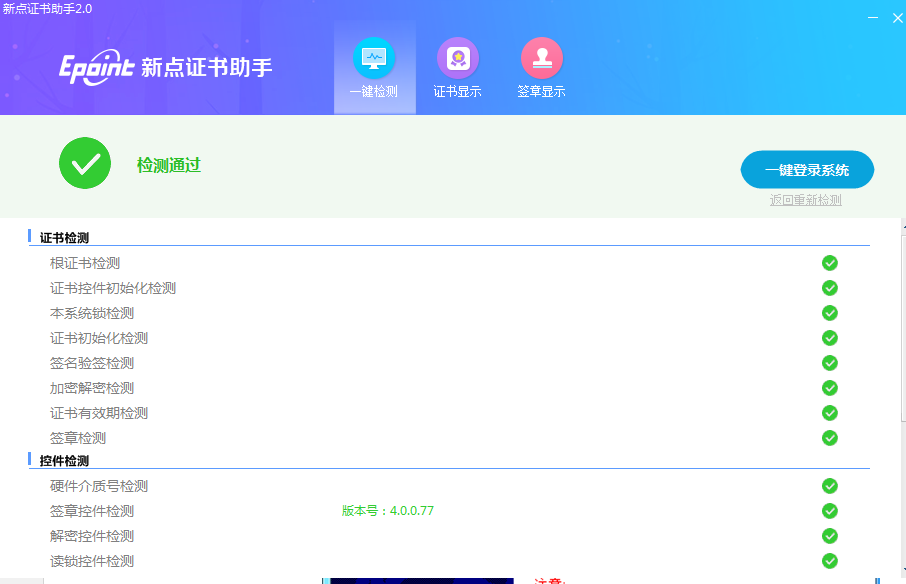 新点证书助手2.0
Epoint 新点证书助手
一键检测
证书显示
签章显示
检测通过
一键登录系统
返回重新检测
证书检测
根证书检测
证书控件初始化检测
本系统锁检测
证书初始化检测
签名验签检测
加密解密检测
证书有效期检测
签章检测
控件检测
硬件介质号检测
签章控件检测 版本号：4.0.0.77
解密控件检测
读锁控件检测
注意: